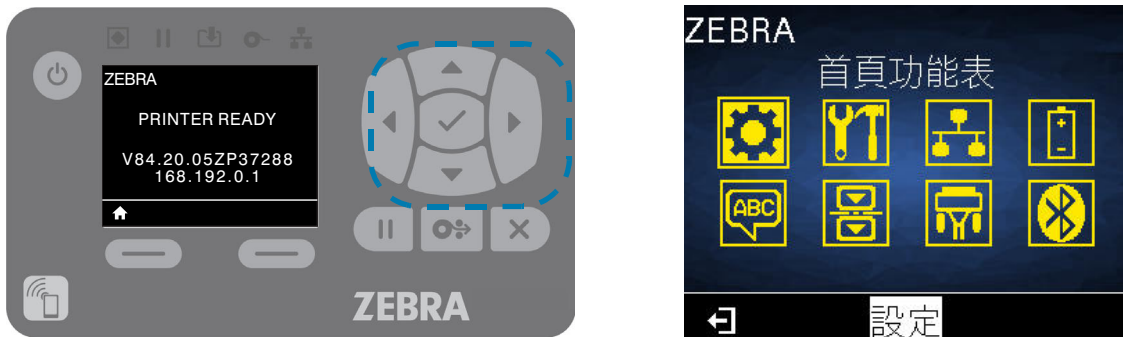 ZEBRA
PRINTER READY
V84.20.05ZP37288
168.192.0.1
ZEBRA
ZEBRA
首頁功能表
ABC
設定